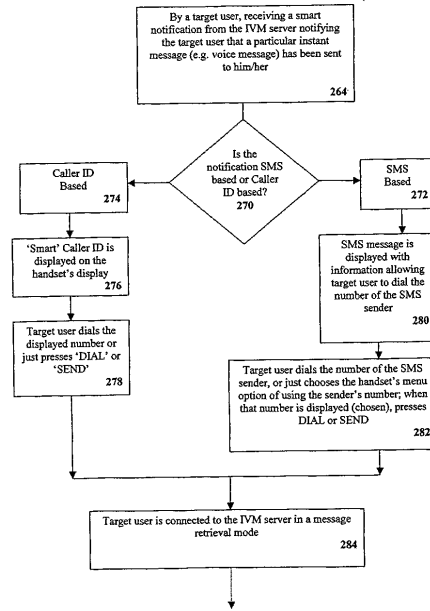 By a target user, receiving a smart
notification from the IVM server notifying
the target user that a particular instant
message (e.g. voice message) has been sent
to him/her
264
Is the
notification SMS
based or Caller
ID based?
270
Caller ID
Based
274
SMS
Based
272
'Smart' Caller ID is
displayed on the
handset's display
276
SMS message is
displayed with
information allowing
target user to dial the
number of the SMS
sender
280
Target user dials the
displayed number or
just presses 'DIAL' or
'SEND'
278
Target user dials the number of the SMS
sender, or just chooses the handset's menu
option of using the sender's number; when
that number is displayed (chosen), presses
DIAL or SEND
282
Target user is connected to the IVM server in a message
retrieval mode
284